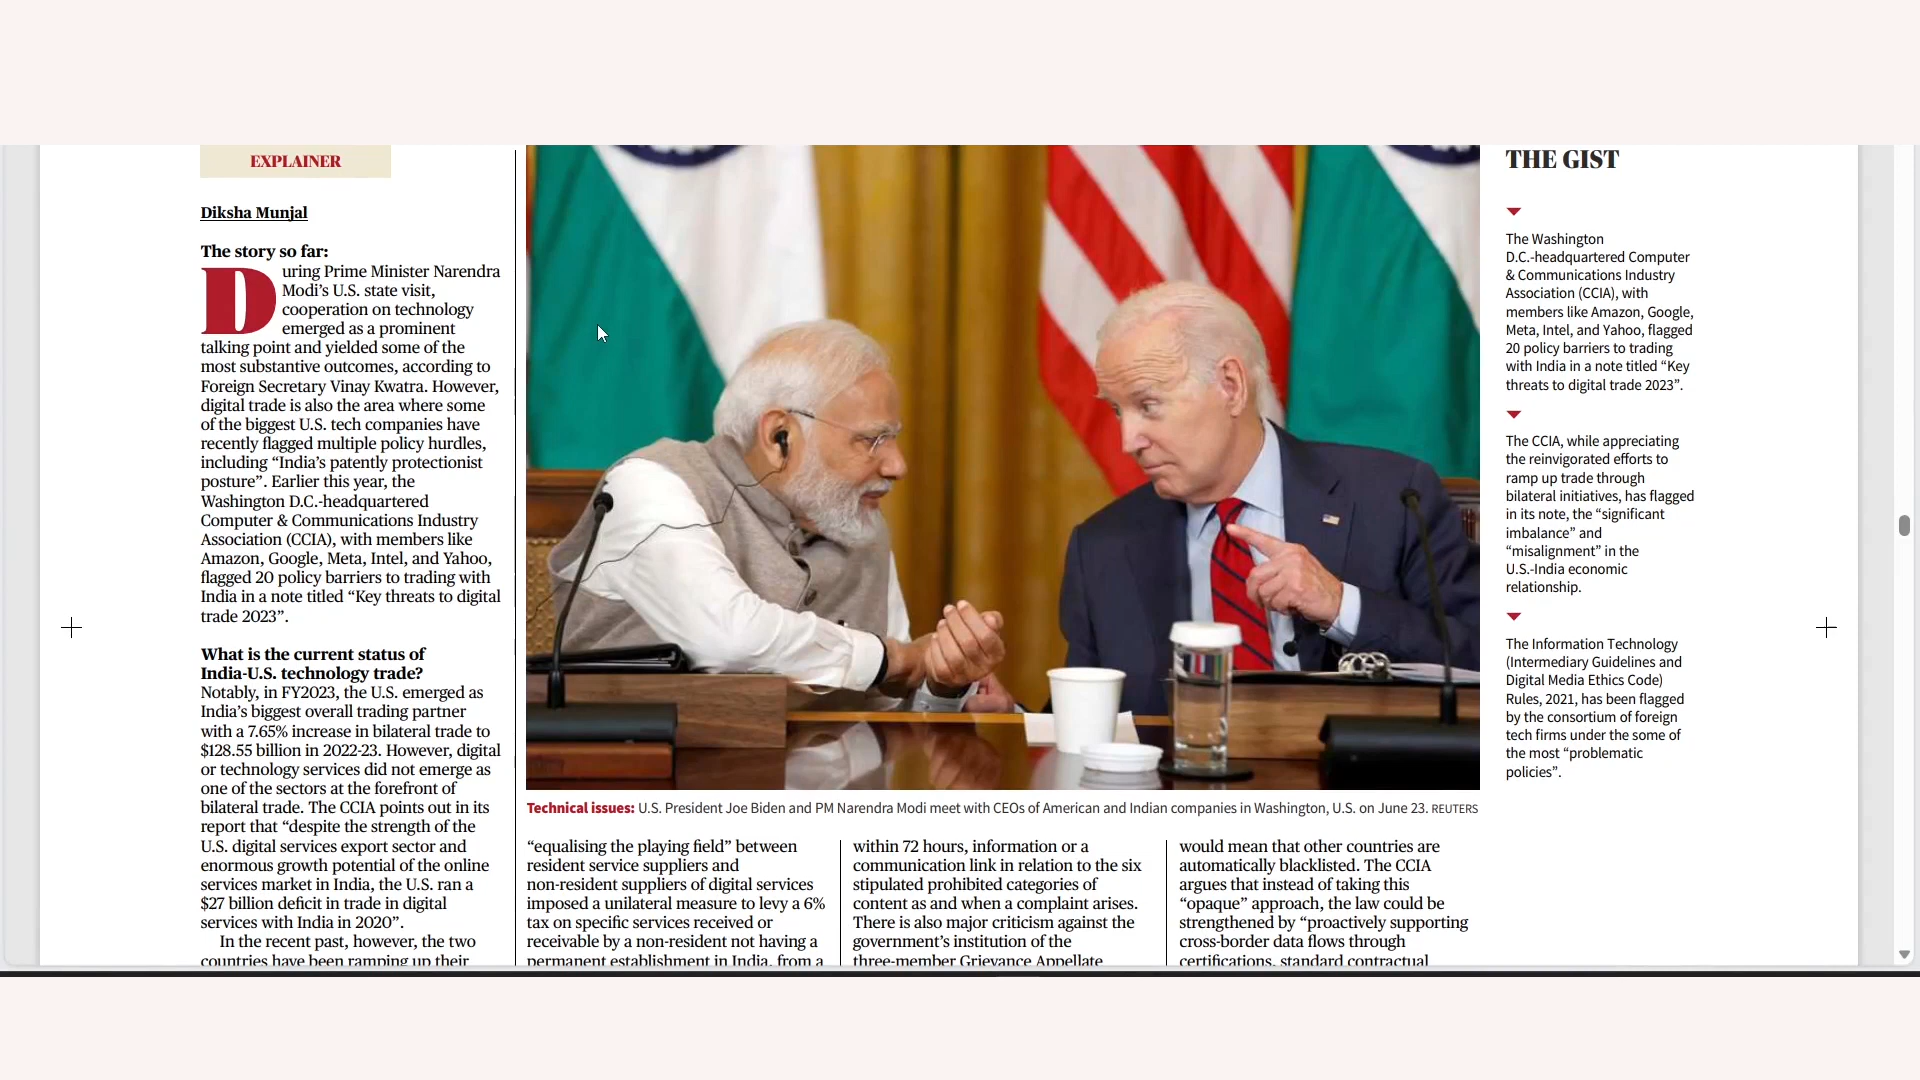 EXPLAINER
Diksha Munjal
The story so far:
During Prime Minister Narendra
Modi’s U.S. state visit,
cooperation on technology
emerged as a prominent
talking point and yielded some of the
most substantive outcomes, according to
Foreign Secretary Vinay Kwatra. However,
digital trade is also the area where some
of the biggest U.S. tech companies have
recently flagged multiple policy hurdles,
including “India’s patently protectionist
posture”. Earlier this year, the
Washington D.C.-headquartered
Computer & Communications Industry
Association (CCIA), with members like
Amazon, Google, Meta, Intel, and Yahoo,
flagged 20 policy barriers to trading with
India in a note titled “Key threats to digital
trade 2023”.
What is the current status of
India-U.S. technology trade?
Notably, in FY2023, the U.S. emerged as
India’s biggest overall trading partner
with a 7.65% increase in bilateral trade to
$128.55 billion in 2022-23. However, digital
or technology services did not emerge as
one of the sectors at the forefront of
bilateral trade. The CCIA points out in its
report that “despite the strength of the
U.S. digital services export sector and
enormous growth potential of the online
services market in India, the U.S. ran a
$27 billion deficit in trade in digital
services with India in 2020”.
In the recent past, however, the two
countries have been ramping up their
Technical issues: U.S. President Joe Biden and PM Narendra Modi meet with CEOs of American and Indian companies in Washington, U.S. on June 23. REUTERS
“equalising the playing field” between
resident service suppliers and
non-resident suppliers of digital services
imposed a unilateral measure to levy a 6%
tax on specific services received or
receivable by a non-resident not having a
permanent establishment in India, from a
within 72 hours, information or a
communication link in relation to the six
stipulated prohibited categories of
content as and when a complaint arises.
There is also major criticism against the
government’s institution of the
three-member Grievance Appellate
would mean that other countries are
automatically blacklisted. The CCIA
argues that instead of taking this
“opaque” approach, the law could be
strengthened by “proactively supporting
cross-border data flows through
certifications, standard contractual
THE GIST
The Washington
D.C.-headquartered Computer
& Communications Industry
Association (CCIA), with
members like Amazon, Google,
Meta, Intel, and Yahoo, flagged
20 policy barriers to trading
with India in a note titled “Key
threats to digital trade 2023”.
The CCIA, while appreciating
the reinvigorated efforts to
ramp up trade through
bilateral initiatives, has flagged
in its note, the “significant
imbalance” and
“misalignment” in the
U.S.-India economic
relationship.
The Information Technology
(Intermediary Guidelines and
Digital Media Ethics Code)
Rules, 2021, has been flagged
by the consortium of foreign
tech firms under the some of
the most “problematic
policies”.